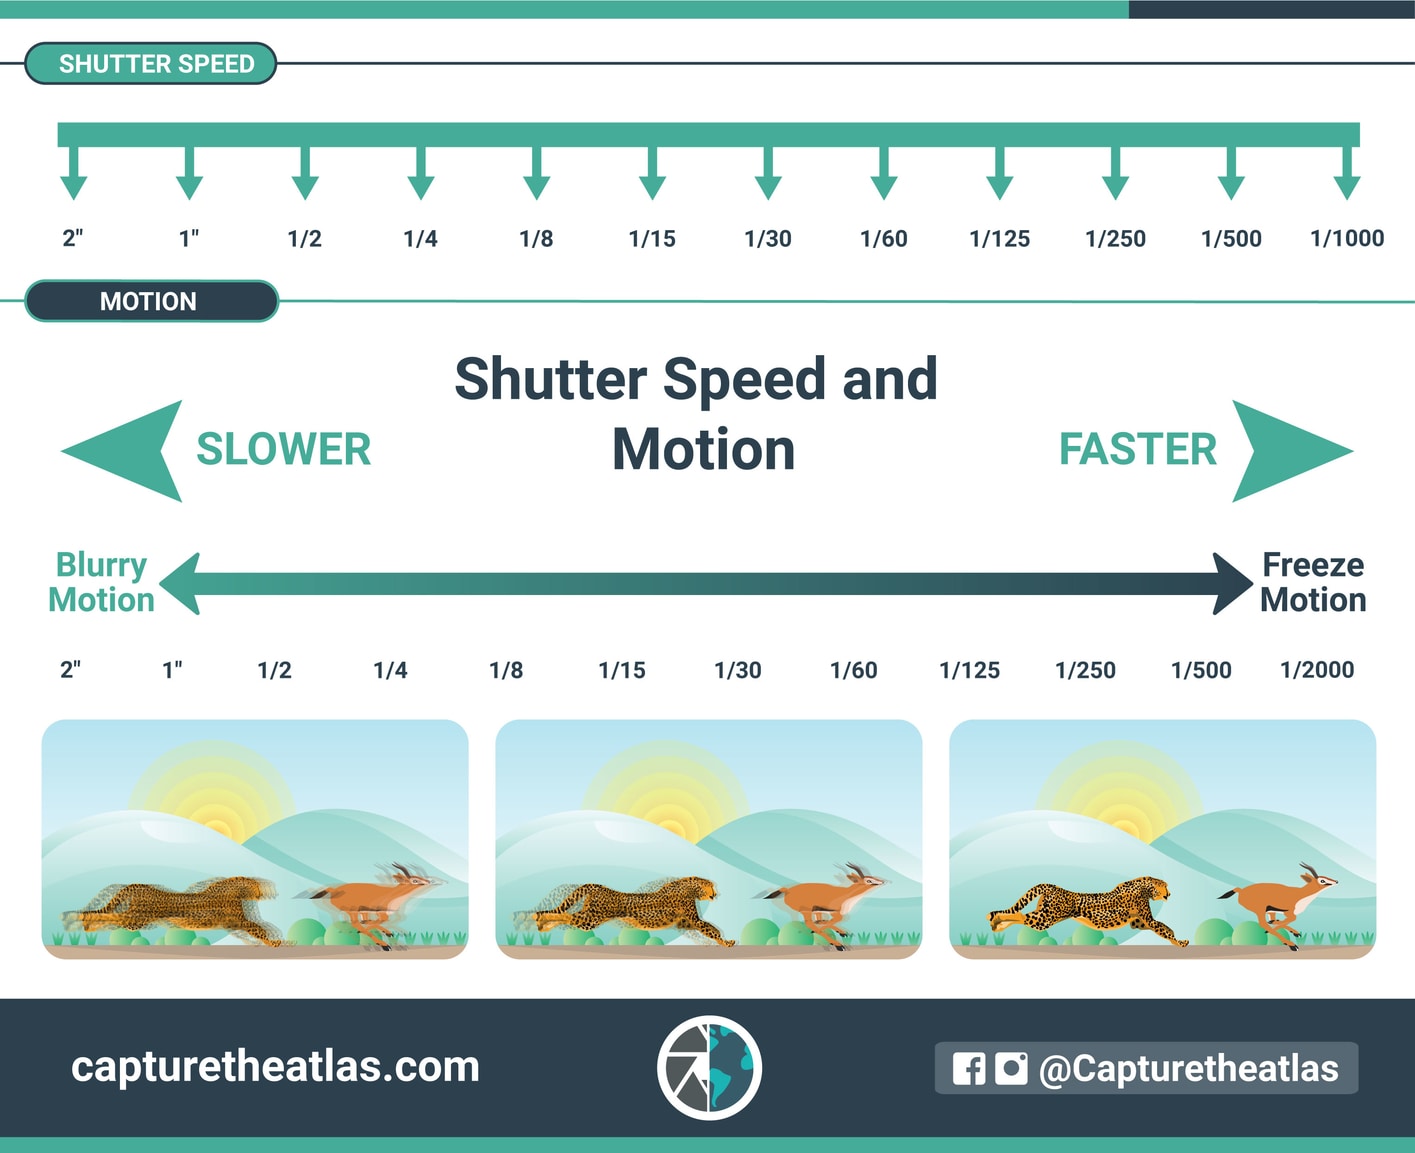 SHUTTER SPEED
2" 1" 1/2 1/4 1/8 1/15 1/30 1/60 1/125 1/250 1/500 1/1000
MOTION
Shutter Speed and
Motion
SLOWER
FASTER
Blurry
Motion
Freeze
Motion
2" 1" 1/2 1/4 1/8 1/15 1/30 1/60 1/125 1/250 1/500 1/2000
capturetheatlas.com
@Capturetheatlas